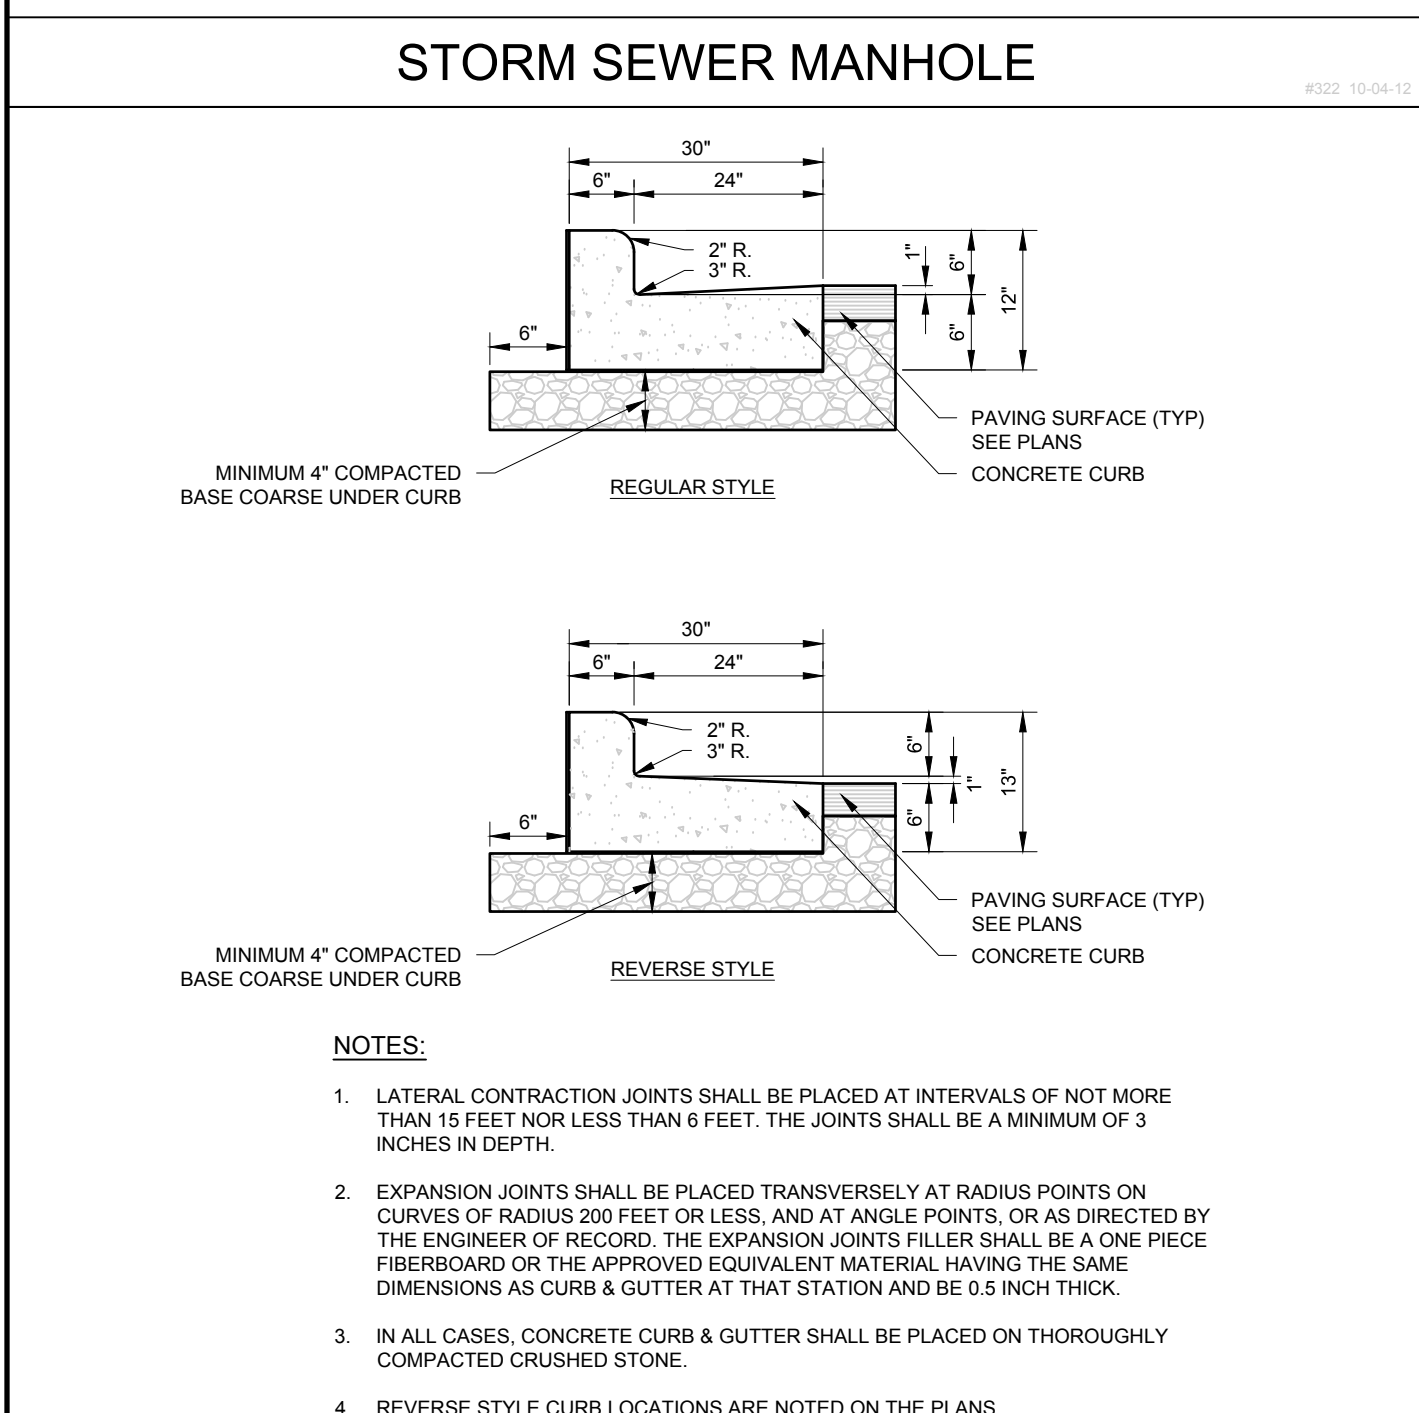 STORM SEWER MANHOLE
#322 10-04-12
30"
6" 24"
2" R.
3" R.
1"
6"
12"
6"
6"
PAVING SURFACE (TYP)
SEE PLANS
CONCRETE CURB
MINIMUM 4" COMPACTED
BASE COARSE UNDER CURB
REGULAR STYLE
30"
6" 24"
2" R.
3" R.
6"
1"
13"
6"
6"
PAVING SURFACE (TYP)
SEE PLANS
CONCRETE CURB
MINIMUM 4" COMPACTED
BASE COARSE UNDER CURB
REVERSE STYLE
NOTES:
1. LATERAL CONTRACTION JOINTS SHALL BE PLACED AT INTERVALS OF NOT MORE
THAN 15 FEET NOR LESS THAN 6 FEET. THE JOINTS SHALL BE A MINIMUM OF 3
INCHES IN DEPTH.
2. EXPANSION JOINTS SHALL BE PLACED TRANSVERSELY AT RADIUS POINTS ON
CURVES OF RADIUS 200 FEET OR LESS, AND AT ANGLE POINTS, OR AS DIRECTED BY
THE ENGINEER OF RECORD. THE EXPANSION JOINTS FILLER SHALL BE A ONE PIECE
FIBERBOARD OR THE APPROVED EQUIVALENT MATERIAL HAVING THE SAME
DIMENSIONS AS CURB & GUTTER AT THAT STATION AND BE 0.5 INCH THICK.
3. IN ALL CASES, CONCRETE CURB & GUTTER SHALL BE PLACED ON THOROUGHLY
COMPACTED CRUSHED STONE.
4. REVERSE STYLE CURB LOCATIONS ARE NOTED ON THE PLANS